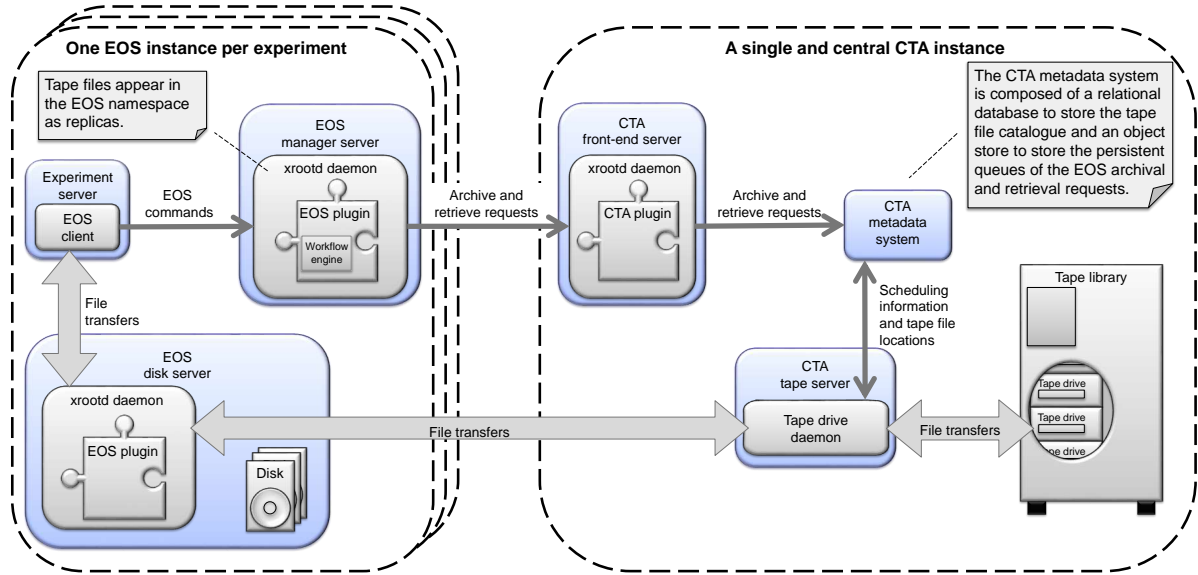 One EOS instance per experiment
Tape files appear in
the EOS namespace
as replicas.
EOS
manager server
xrootd daemon
EOS plugin
Workflow
engine
Experiment
server
EOS
client
EOS
commands
Archive and
retrieve requests
File
transfers
EOS
disk server
xrootd daemon
EOS plugin
Disk
File transfers
A single and central CTA instance
The CTA metadata system
is composed of a relational
database to store the tape
file catalogue and an object
store to store the persistent
queues of the EOS archival
and retrieval requests.
CTA
front-end server
xrootd daemon
CTA plugin
Archive and
retrieve requests
CTA
metadata
system
Scheduling
information
and tape file
locations
CTA
tape server
Tape drive
daemon
File transfers
Tape library
Tape drive
Tape drive
pe drive